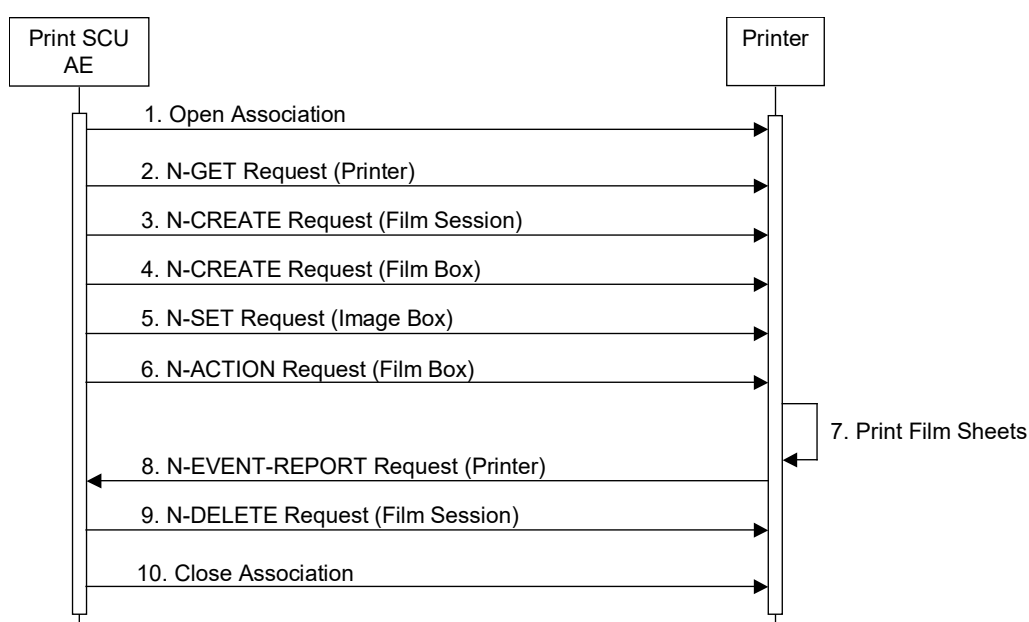 Print SCU
AE
Printer
1. Open Association
2. N-GET Request (Printer)
3. N-CREATE Request (Film Session)
4. N-CREATE Request (Film Box)
5. N-SET Request (Image Box)
6. N-ACTION Request (Film Box)
7. Print Film Sheets
8. N-EVENT-REPORT Request (Printer)
9. N-DELETE Request (Film Session)
10. Close Association